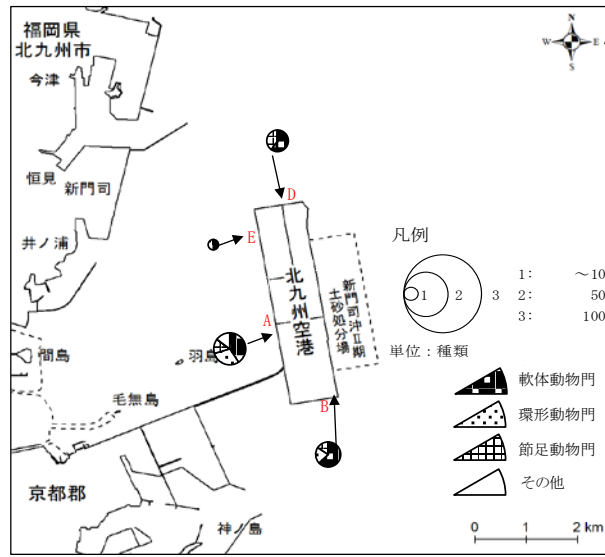 福岡県
北九州市
今津
恒見
新門司
井ノ浦
間島
羽島
毛無島
京都郡
神ノ島
北九州空港
新門司沖Ⅱ期
土砂処分場
A
B
D
E
N
W
E
S
凡例
1
2
3
1： ～10
2： 50
3： 100
単位：種類
軟体動物門
環形動物門
節足動物門
その他
0 1 2 km